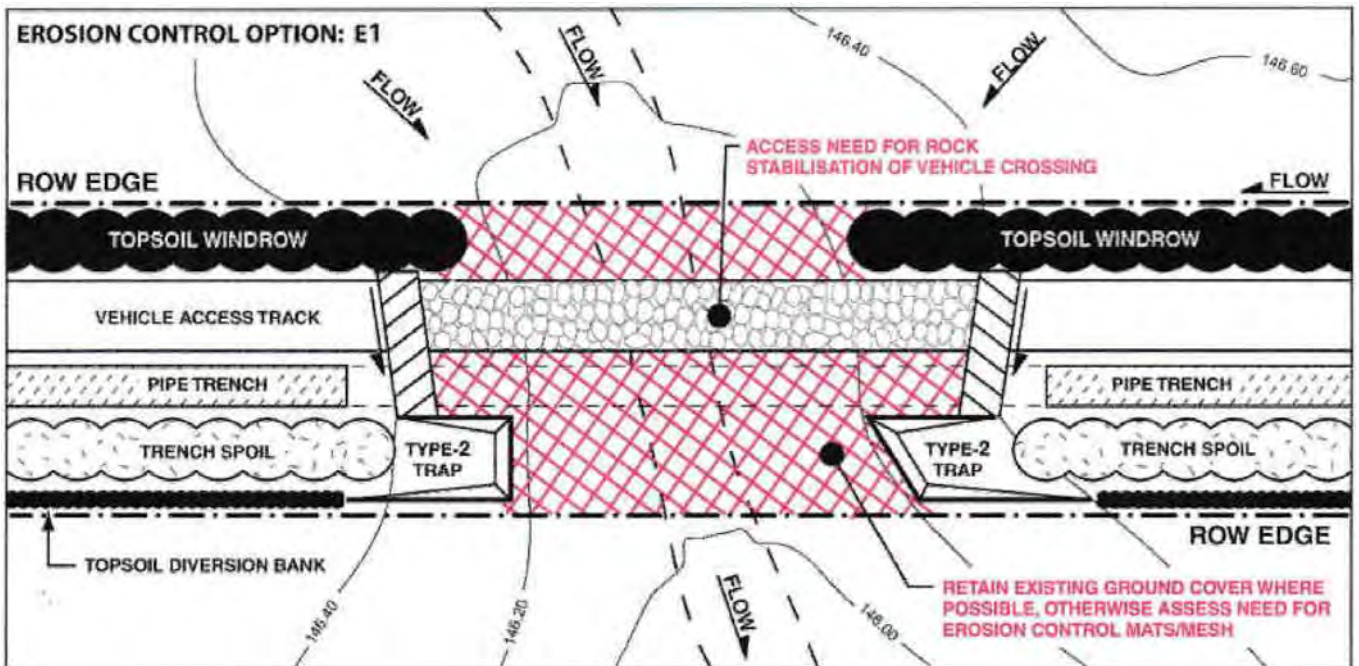 EROSION CONTROL OPTION: E1
FLOW
FLOW
146.40
FLOW
146.60
ACCESS NEED FOR ROCK
STABILISATION OF VEHICLE CROSSING
ROW EDGE
FLOW
TOPSOIL WINDROW
TOPSOIL WINDROW
VEHICLE ACCESS TRACK
PIPE TRENCH
PIPE TRENCH
TRENCH SPOIL
TYPE-2
TRAP
TYPE-2
TRAP
TRENCH SPOIL
ROW EDGE
TOPSOIL DIVERSION BANK
146.40
146.20
FLOW
146.00
RETAIN EXISTING GROUND COVER WHERE
POSSIBLE, OTHERWISE ASSESS NEED FOR
EROSION CONTROL MATS/MESH